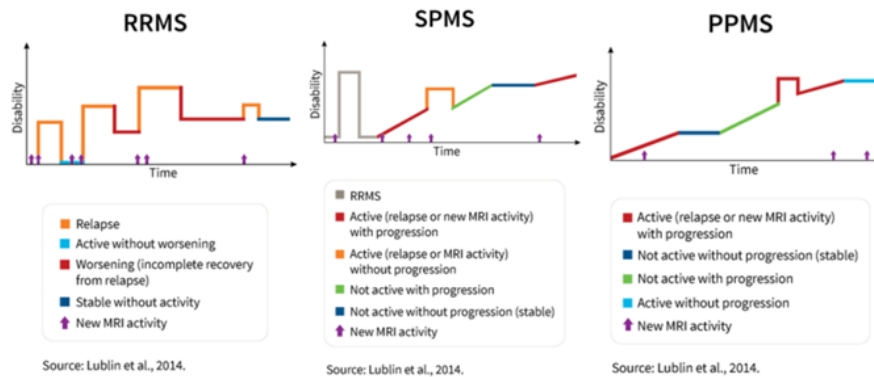 RRMS
Disability
Time
Relapse
Active without worsening
Worsening (incomplete recovery
from relapse)
Stable without activity
New MRI activity
Source: Lublin et al., 2014.
SPMS
Disability
Time
RRMS
Active (relapse or new MRI activity)
with progression
Active (relapse or MRI activity)
without progression
Not active with progression
Not active without progression (stable)
New MRI activity
Source: Lublin et al., 2014.
PPMS
Disability
Time
Active (relapse or new MRI activity)
with progression
Not active without progression (stable)
Not active with progression
Active without progression
New MRI activity
Source: Lublin et al., 2014.